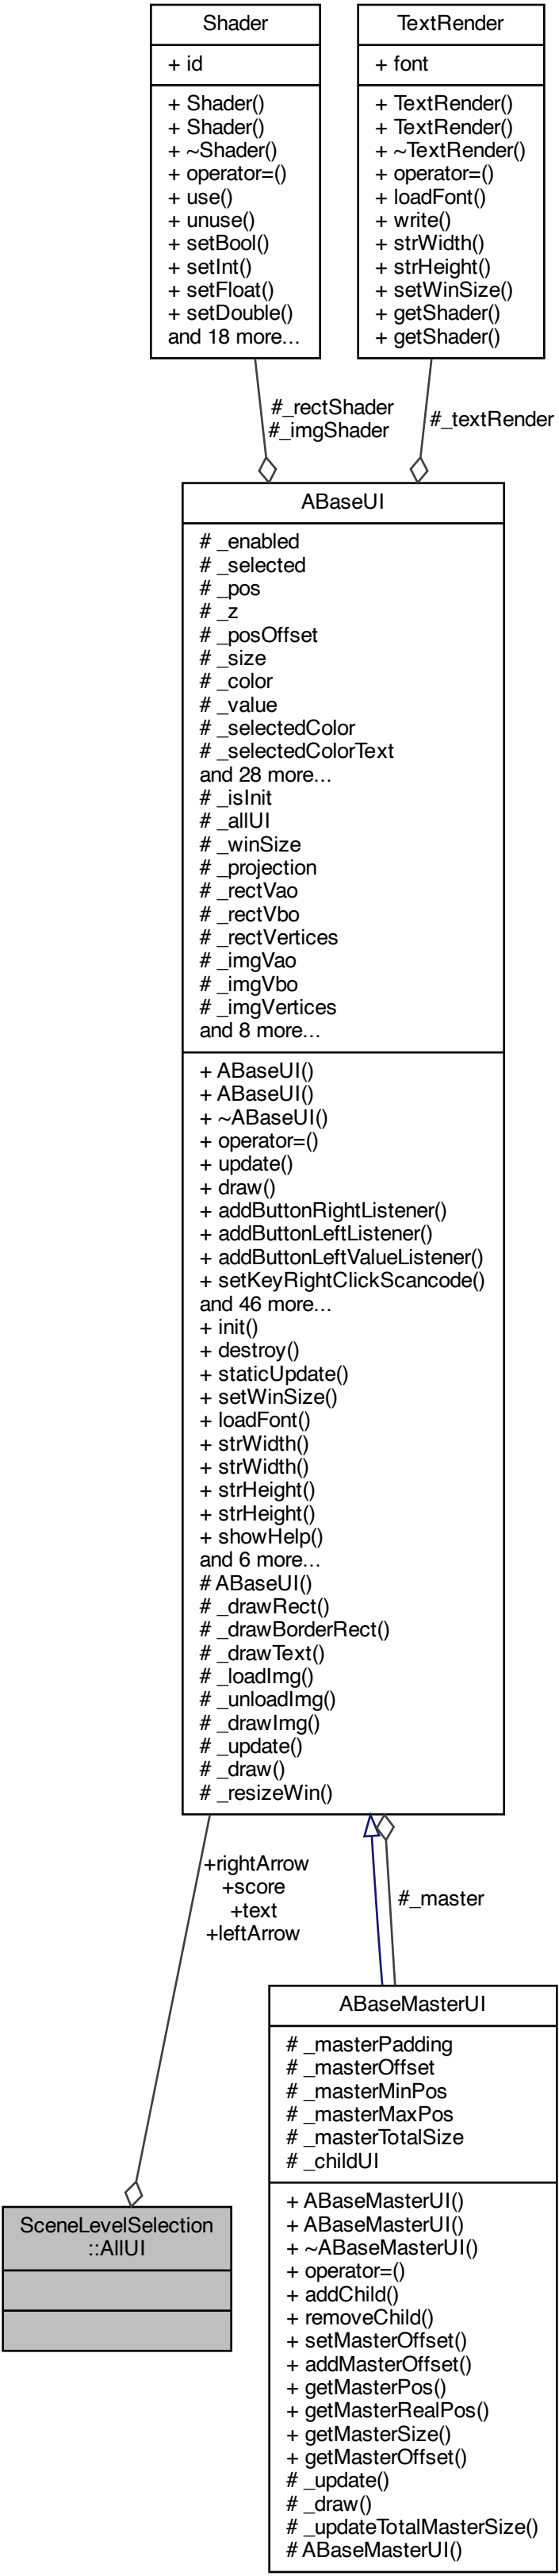 Shader
+ id
+ Shader()
+ Shader()
+ ~Shader()
+ operator=()
+ use()
+ unuse()
+ setBool()
+ setInt()
+ setFloat()
+ setDouble()
and 18 more...
TextRender
+ font
+ TextRender()
+ TextRender()
+ ~TextRender()
+ operator=()
+ loadFont()
+ write()
+ strWidth()
+ strHeight()
+ setWinSize()
+ getShader()
+ getShader()
#_rectShader
#_imgShader
#_textRender
ABaseUI
# _enabled
# _selected
# _pos
# _z
# _posOffset
# _size
# _color
# _value
# _selectedColor
# _selectedColorText
and 28 more...
# _isInit
# _allUI
# _winSize
# _projection
# _rectVao
# _rectVbo
# _rectVertices
# _imgVao
# _imgVbo
# _imgVertices
and 8 more...
+ ABaseUI()
+ ABaseUI()
+ ~ABaseUI()
+ operator=()
+ update()
+ draw()
+ addButtonRightListener()
+ addButtonLeftListener()
+ addButtonLeftValueListener()
+ setKeyRightClickScancode()
and 46 more...
+ init()
+ destroy()
+ staticUpdate()
+ setWinSize()
+ loadFont()
+ strWidth()
+ strWidth()
+ strHeight()
+ strHeight()
+ showHelp()
and 6 more...
# ABaseUI()
# _drawRect()
# _drawBorderRect()
# _drawText()
# _loadImg()
# _unloadImg()
# _drawImg()
# _update()
# _draw()
# _resizeWin()
+rightArrow
+score
+text
+leftArrow
#_master
SceneLevelSelection
::AllUI
ABaseMasterUI
# _masterPadding
# _masterOffset
# _masterMinPos
# _masterMaxPos
# _masterTotalSize
# _childUI
+ ABaseMasterUI()
+ ABaseMasterUI()
+ ~ABaseMasterUI()
+ operator=()
+ addChild()
+ removeChild()
+ setMasterOffset()
+ addMasterOffset()
+ getMasterPos()
+ getMasterRealPos()
+ getMasterSize()
+ getMasterOffset()
# _update()
# _draw()
# _updateTotalMasterSize()
# ABaseMasterUI()